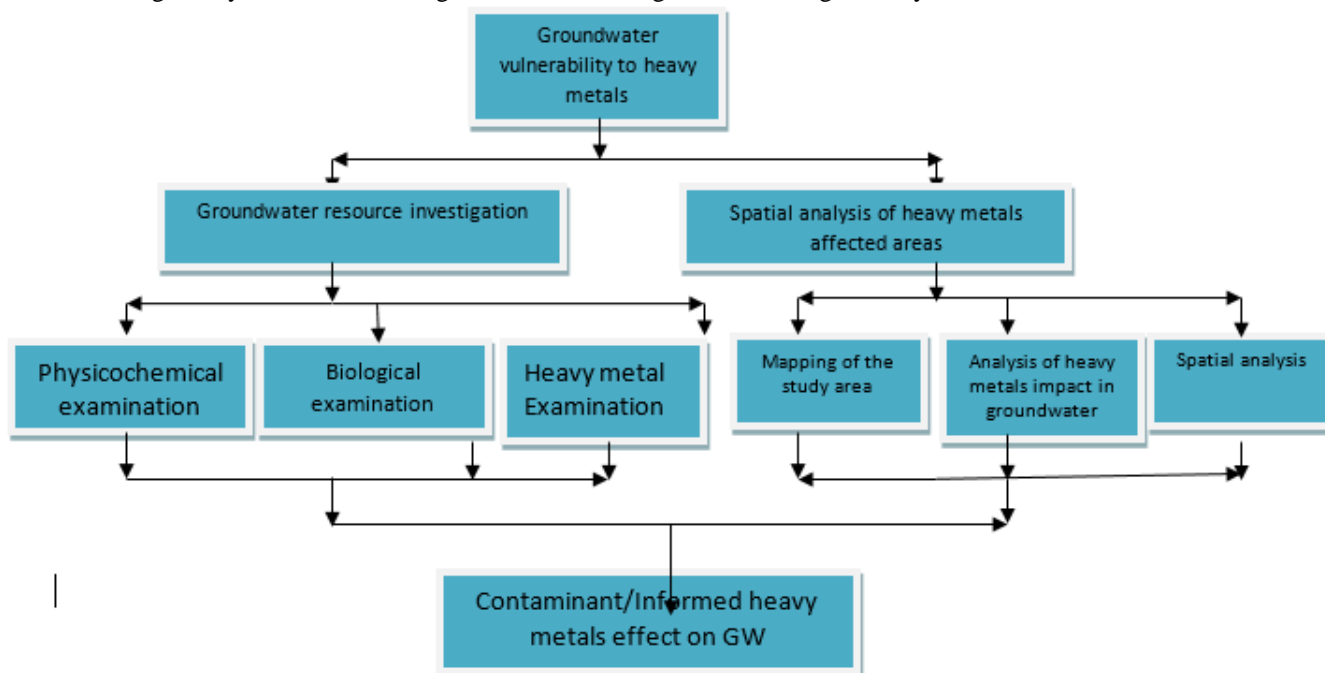 Groundwater
vulnerability to heavy
metals
Groundwater resource investigation
Spatial analysis of heavy metals
affected areas
Physicochemical
examination
Biological
examination
Heavy metal
Examination
Mapping of the
study area
Analysis of heavy
metals impact in
groundwater
Spatial analysis
Contaminant/Informed heavy
metals effect on GW